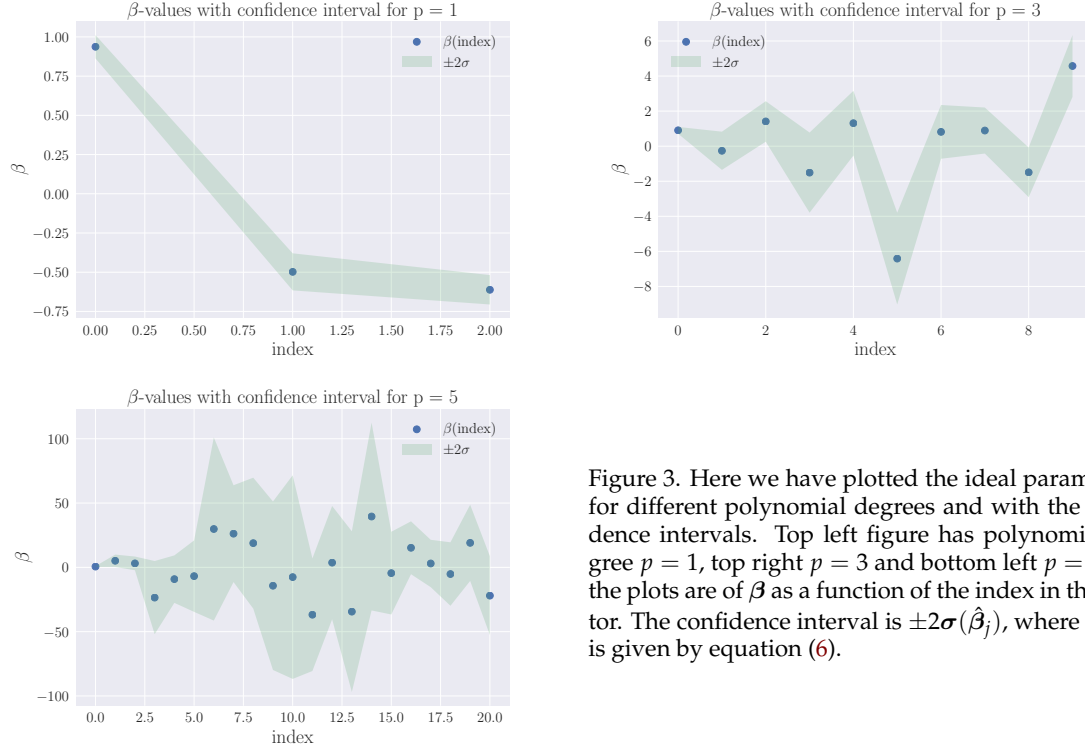 β-values with confidence interval for p = 1
β(index)
±2σ
1.00
0.75
0.50
0.25
0.00
−0.25
−0.50
−0.75
β
0.00 0.25 0.50 0.75 1.00 1.25 1.50 1.75 2.00
index
β-values with confidence interval for p = 3
β(index)
±2σ
6
4
2
0
−2
−4
−6
−8
β
0 2 4 6 8
index
β-values with confidence interval for p = 5
β(index)
±2σ
100
50
0
−50
−100
β
0.0 2.5 5.0 7.5 10.0 12.5 15.0 17.5 20.0
index
Figure 3. Here we have plotted the ideal param
for different polynomial degrees and with the
dence intervals. Top left figure has polynomi
gree p = 1, top right p = 3 and bottom left p =
the plots are of β as a function of the index in th
tor. The confidence interval is ±2σ(β̂j), where
is given by equation (6).